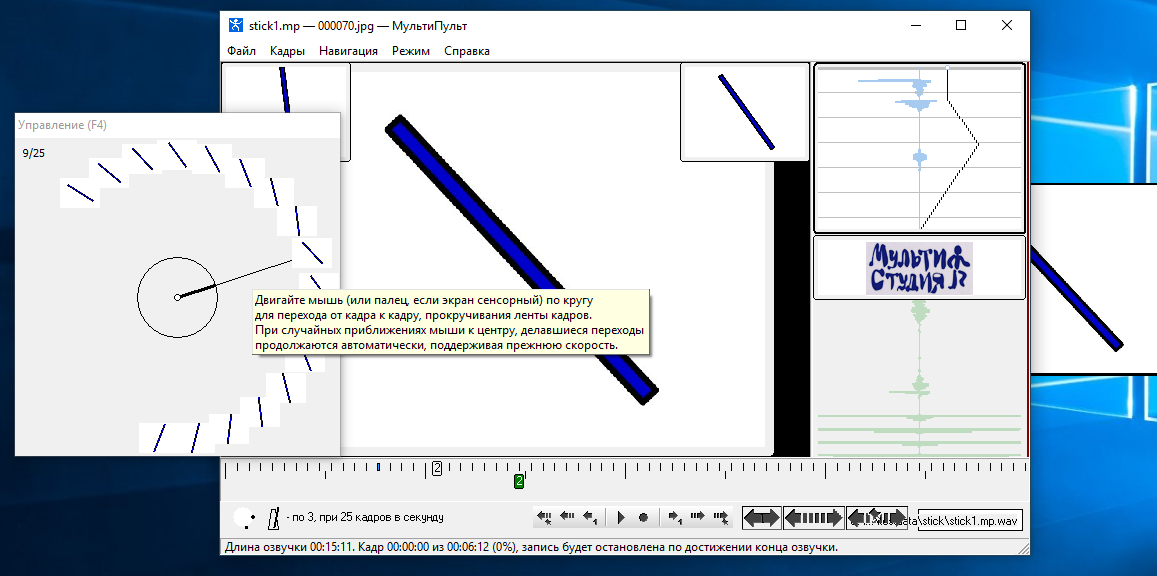 stick1.mp — 000070.jpg — МультиПульт
Файл Кадры Навигация Режим Справка
Управление (F4)
9/25
Двигайте мышь (или палец, если экран сенсорный) по кругу
для перехода от кадра к кадру, прокручивания ленты кадров.
При случайных приближениях мыши к центру, делавшиеся переходы
продолжаются автоматически, поддерживая прежнюю скорость.
Мульти
Студия
2
2
- по 3, при 25 кадров в секунду
data\stick\stick1.mp.wav
Длина озвучки 00:15:11. Кадр 00:00:00 из 00:06:12 (0%), запись будет остановлена по достижении конца озвучки.